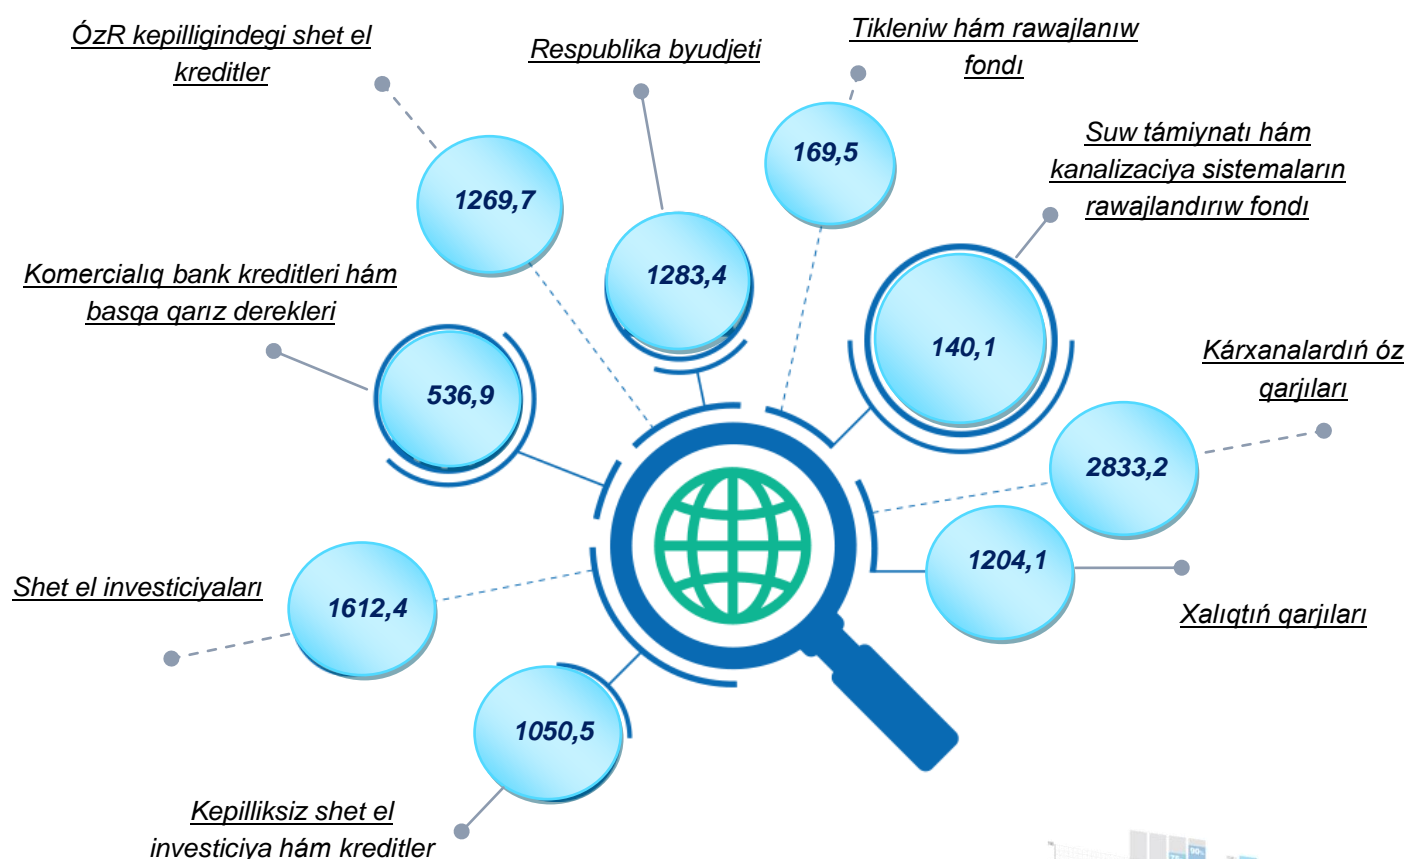 ÓzR kepilligindegi shet el
kreditler
1269,7
Respublika byudjeti
1283,4
Tikleniw hám rawajlanıw
fondı
169,5
Suw támiynatı hám
kanalizaciya sistemaların
rawajlandırıw fondı
140,1
Komercialıq bank kreditleri hám
basqa qarız derekleri
536,9
Kárxanalardıń óz
qarjıları
2833,2
Shet el investiciyaları
1612,4
1204,1
Xalıqtıń qarjıları
1050,5
Kepilliksiz shet el
investiciya hám kreditler
90%